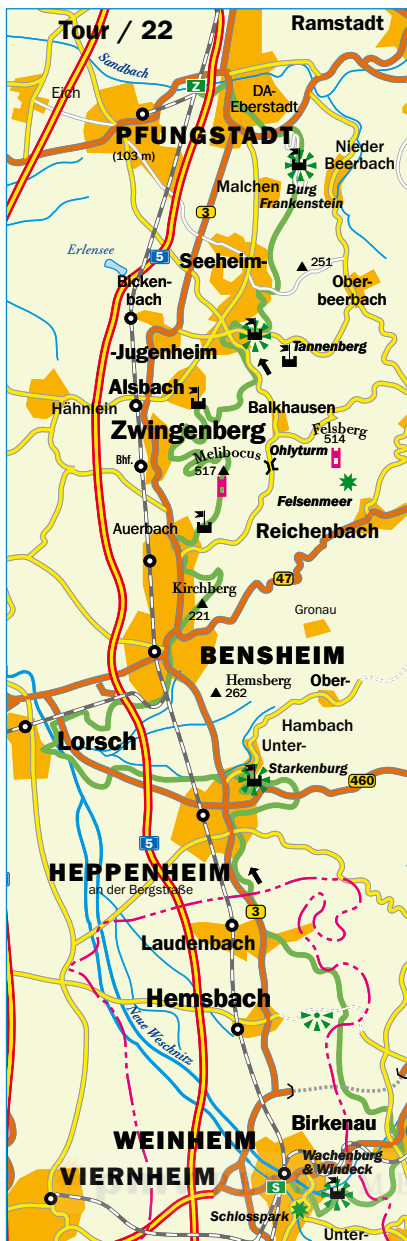 Tour / 22
Ramstadt
Sandbach
Z
Eich
DA-
Eberstadt
PFUNGSTADT
(103 m)
Nieder
Beerbach
Malchen
Burg
Frankenstein
3
Erlensee
5
Seeheim-
251
Bicken-
bach
Ober-
beerbach
-Jugenheim
Tannenberg
Alsbach
Hähnlein
Balkhausen
Zwingenberg
Felsberg
514
Bhf.
Melibocus
517
Ohlyturm
Felsenmeer
Auerbach
Reichenbach
47
Kirchberg
221
Gronau
BENSHEIM
Hemsberg
262
Ober-
Hambach
Lorsch
Unter-
Starkenburg
460
5
HEPPENHEIM
an der Bergstraße
3
Laudenbach
Hemsbach
Neue Weschnitz
Birkenau
WEINHEIM
Wachenburg
& Windeck
VIERNHEIM
S
Schlosspark
Unter-